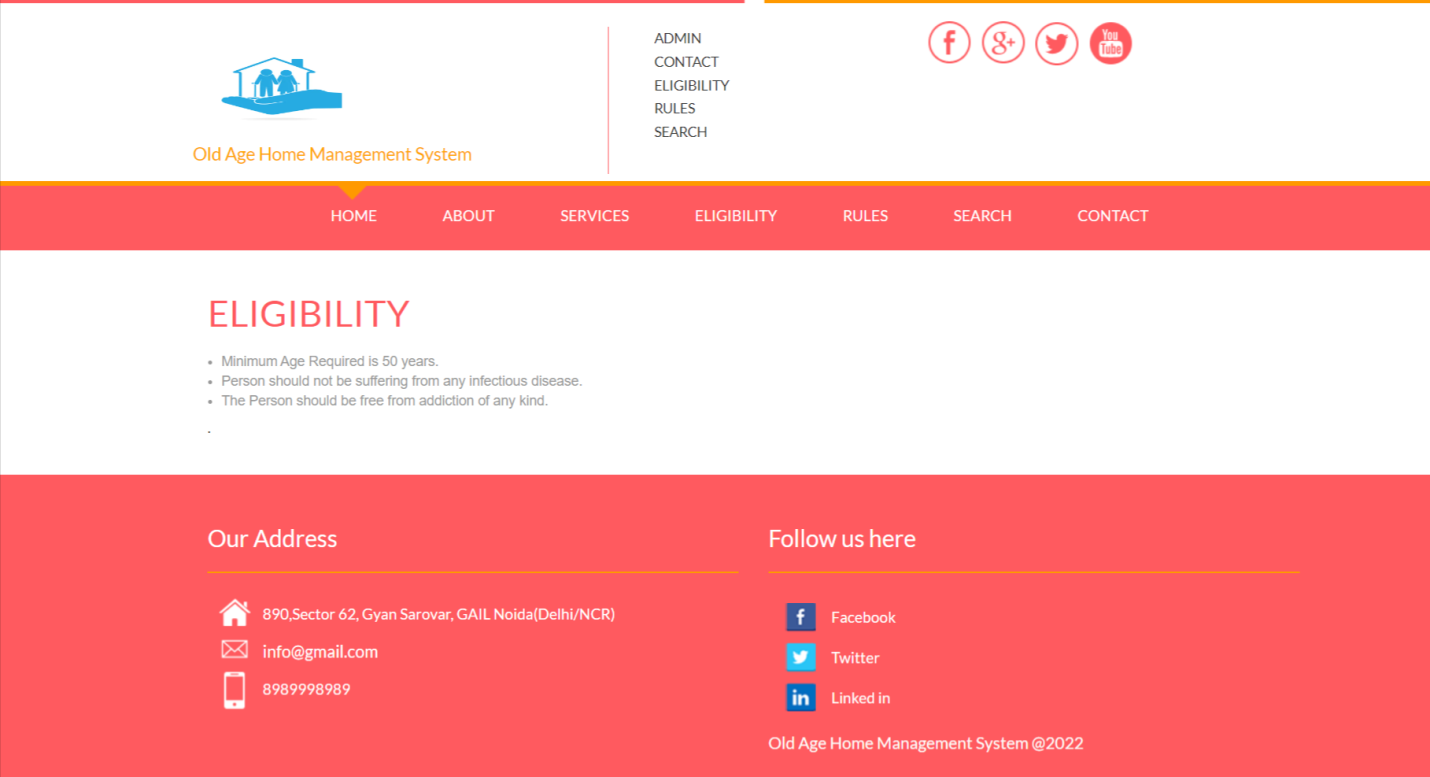 Old Age Home Management System
ADMIN
CONTACT
ELIGIBILITY
RULES
SEARCH
f
g+
You
Tube
HOME ABOUT SERVICES ELIGIBILITY RULES SEARCH CONTACT
ELIGIBILITY
• Minimum Age Required is 50 years.
• Person should not be suffering from any infectious disease.
• The Person should be free from addiction of any kind.
.
Our Address
890,Sector 62, Gyan Sarovar, GAIL Noida(Delhi/NCR)
info@gmail.com
8989998989
Follow us here
f Facebook
Twitter
in Linked in
Old Age Home Management System @2022